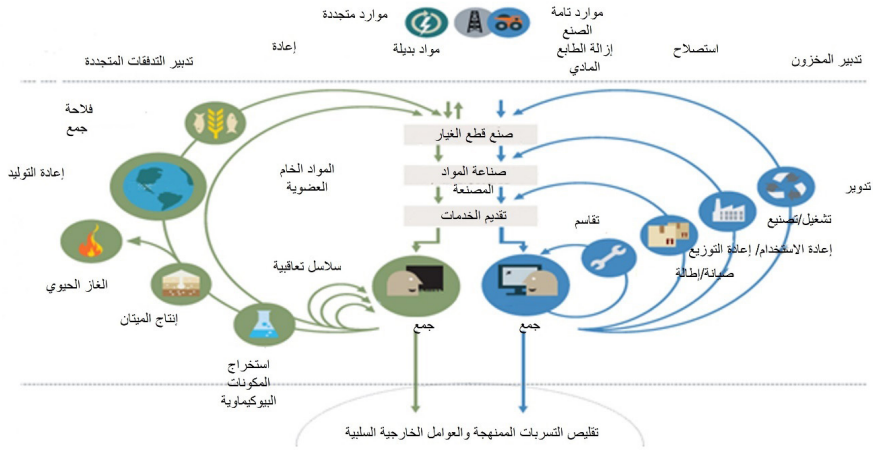 موارد تامة
الصنع
إزالة الطابع
المادي
موارد متجددة
مواد بديلة
إعادة
تدبير التدفقات المتجددة
استصلاح
تدبير المخزون
فلاحة
جمع
إعادة التوليد
الغاز الحيوي
إنتاج الميتان
استخراج
المكونات
البيوكيماوية
المواد الخام
العضوية
سلاسل تعاقبية
صنع قطع الغيار
صناعة المواد
المصنعة
تقديم الخدمات
تقاسم
تدوير
تشغيل/تصنيع
إعادة الاستخدام/ إعادة التوزيع
صيانة/إطالة
جمع
جمع
تقليص التسربات الممنهجة والعوامل الخارجية السلبية